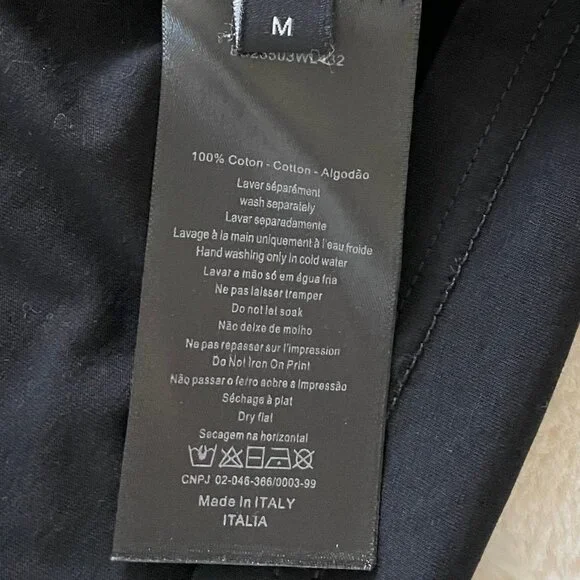 M
100% Coton - Cotton - Algodão
Lavar séparément
wash separately
Lavar separadamente
Lavage à la main uniquement à l'eau froide
Hand washing only in cold water
Lavar a mão só em água fria
Ne pas laisser tramper
Do not let soak
Não deixe de molho
Ne pas repasser sur l'impression
Do Not Iron On Print
Não passar o ferro sobre a impressão
Séchage à plat
Dry flat
Secagem na horizontal
CNPJ 02-046-366/0003-99
Made in ITALY
ITALIA